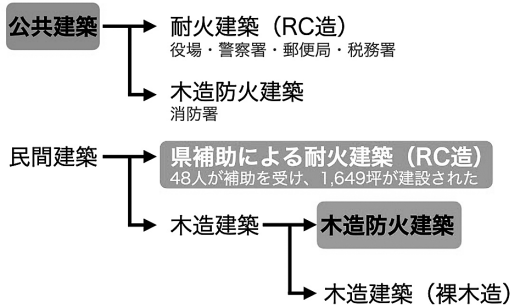 公共建築
耐火建築（RC造）
役場・警察署・郵便局・税務署
木造防火建築
消防署
民間建築
県補助による耐火建築（RC造）
48人が補助を受け、1,649坪が建設された
木造建築
木造防火建築
木造建築（裸木造）